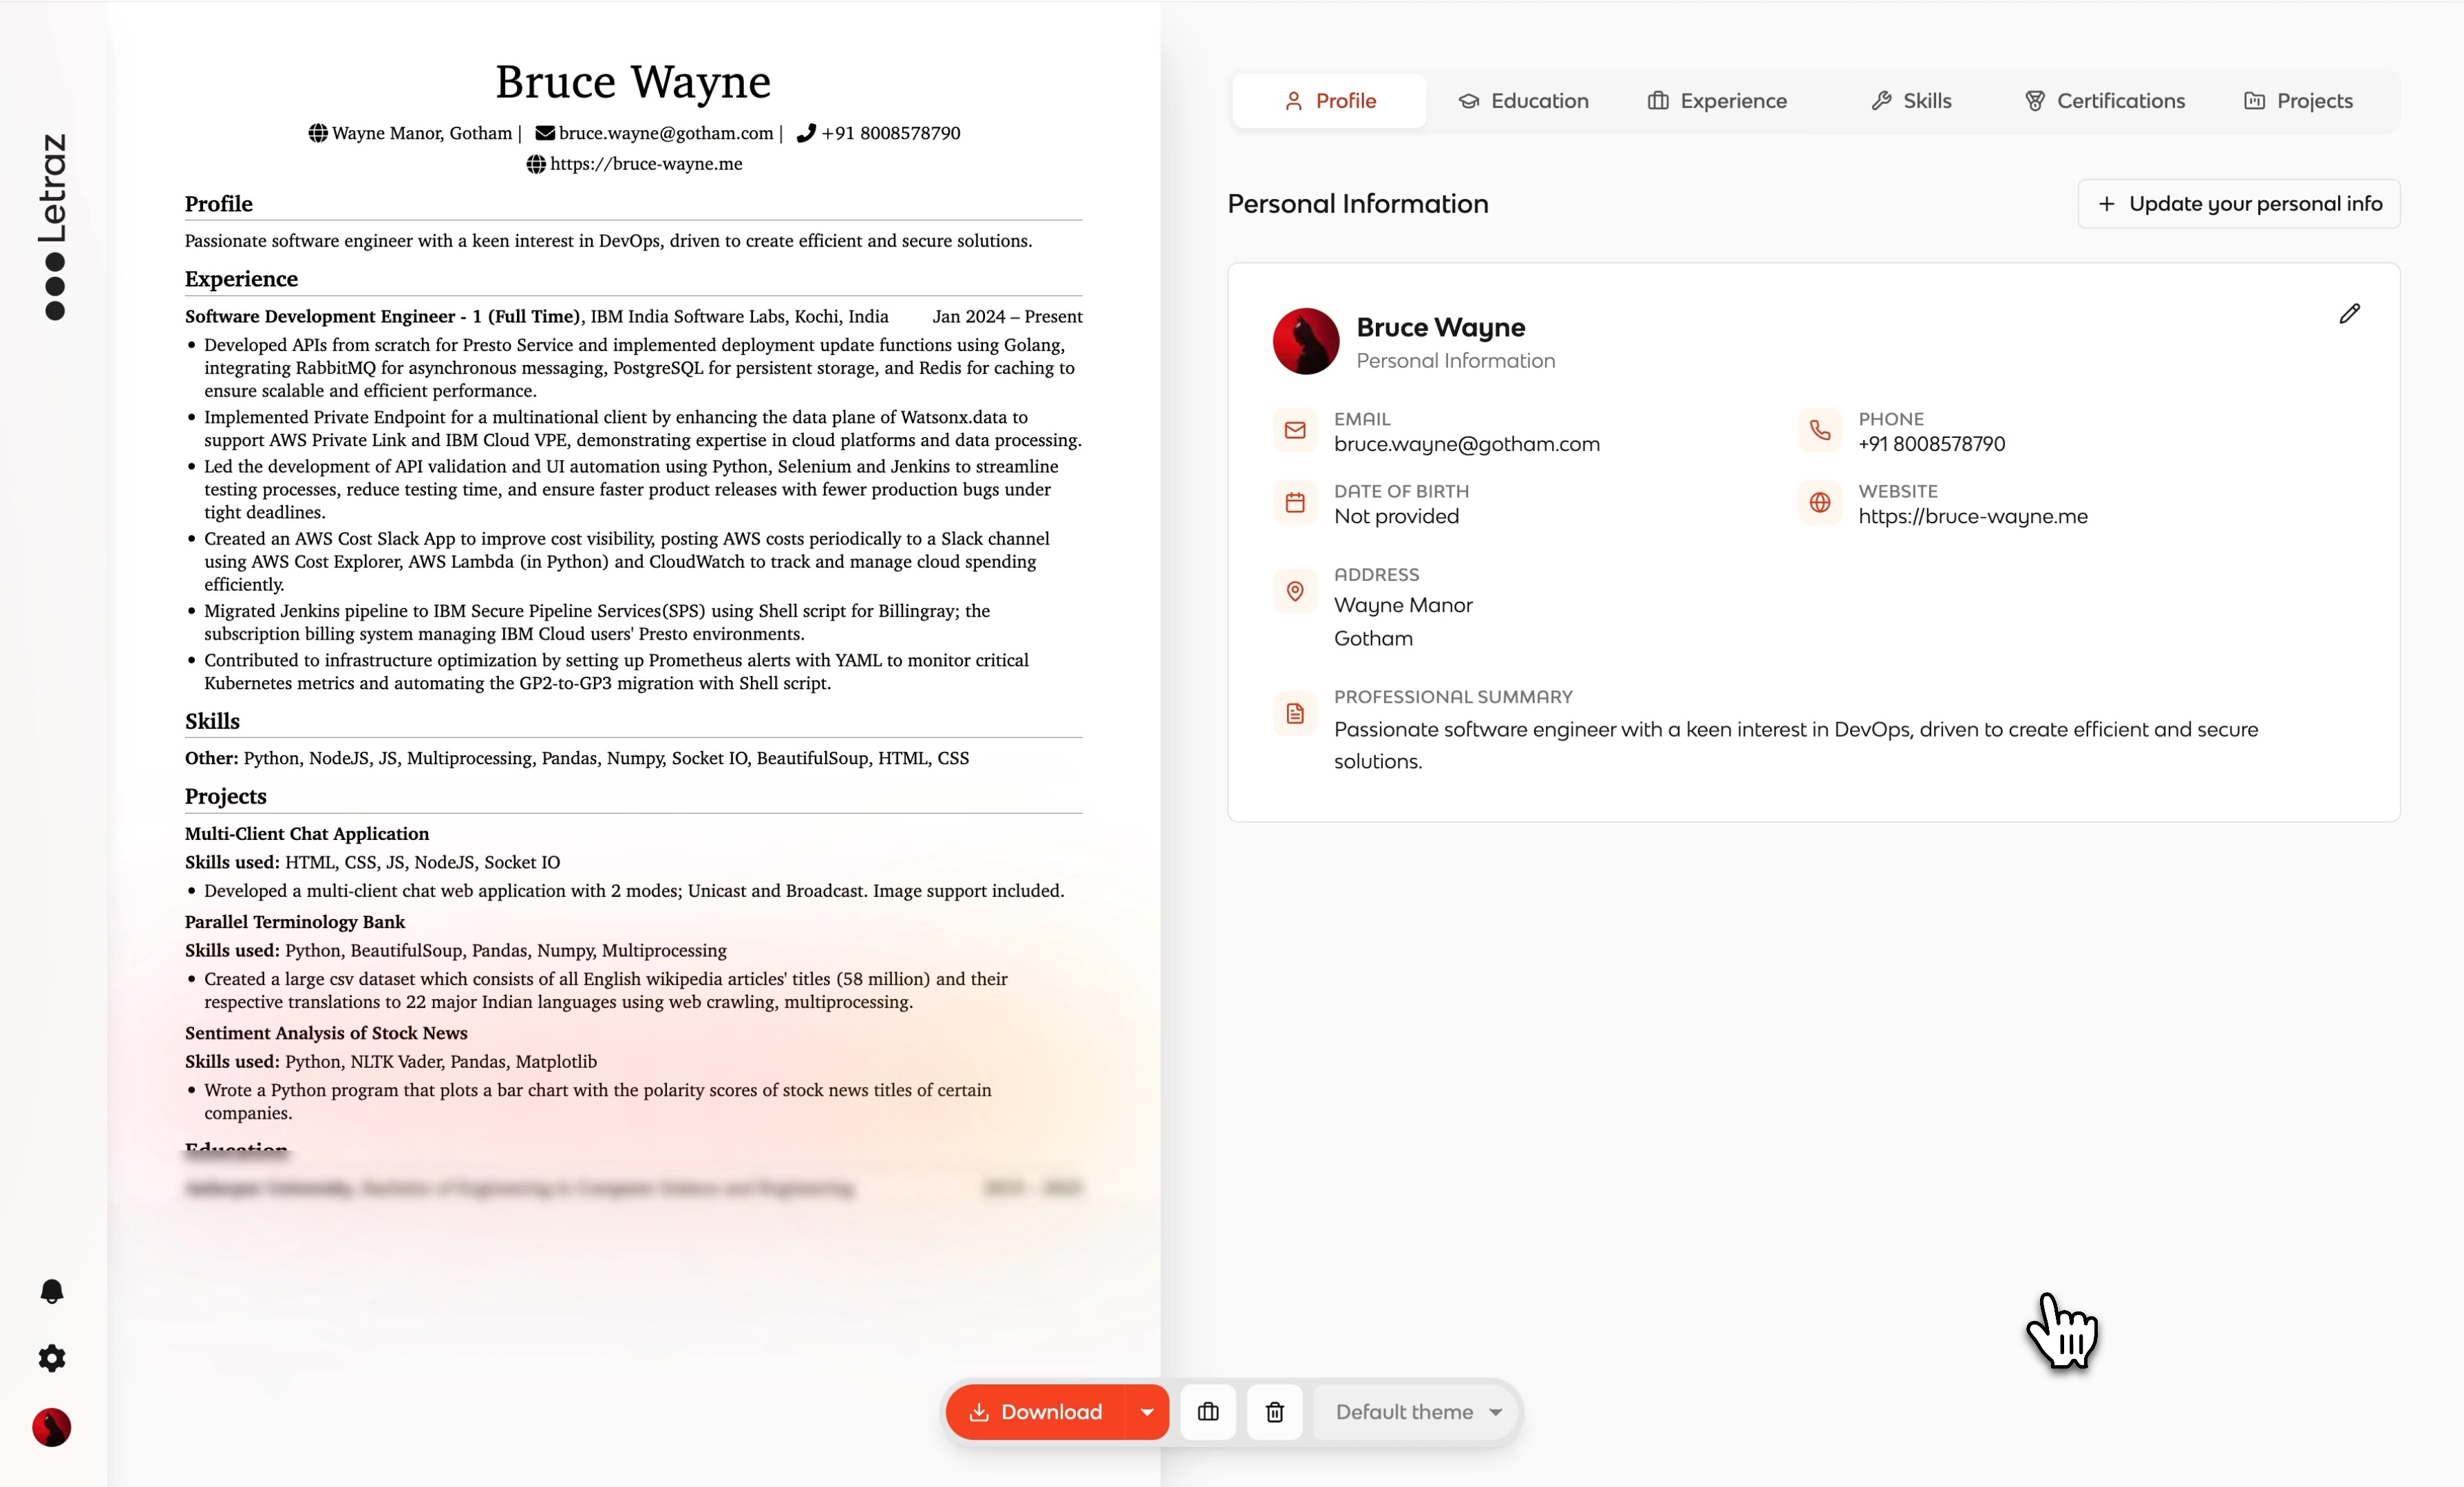 Letraz
Bruce Wayne
Wayne Manor, Gotham | bruce.wayne@gotham.com | +91 8008578790
https://bruce-wayne.me
Profile
Passionate software engineer with a keen interest in DevOps, driven to create efficient and secure solutions.
Experience
Software Development Engineer - 1 (Full Time), IBM India Software Labs, Kochi, India Jan 2024 – Present
• Developed APIs from scratch for Presto Service and implemented deployment update functions using Golang,
integrating RabbitMQ for asynchronous messaging, PostgreSQL for persistent storage, and Redis for caching to
ensure scalable and efficient performance.
• Implemented Private Endpoint for a multinational client by enhancing the data plane of Watsonx.data to
support AWS Private Link and IBM Cloud VPE, demonstrating expertise in cloud platforms and data processing.
• Led the development of API validation and UI automation using Python, Selenium and Jenkins to streamline
testing processes, reduce testing time, and ensure faster product releases with fewer production bugs under
tight deadlines.
• Created an AWS Cost Slack App to improve cost visibility, posting AWS costs periodically to a Slack channel
using AWS Cost Explorer, AWS Lambda (in Python) and CloudWatch to track and manage cloud spending
efficiently.
• Migrated Jenkins pipeline to IBM Secure Pipeline Services(SPS) using Shell script for Billingray; the
subscription billing system managing IBM Cloud users' Presto environments.
• Contributed to infrastructure optimization by setting up Prometheus alerts with YAML to monitor critical
Kubernetes metrics and automating the GP2-to-GP3 migration with Shell script.
Skills
Other: Python, NodeJS, JS, Multiprocessing, Pandas, Numpy, Socket IO, BeautifulSoup, HTML, CSS
Projects
Multi-Client Chat Application
Skills used: HTML, CSS, JS, NodeJS, Socket IO
• Developed a multi-client chat web application with 2 modes; Unicast and Broadcast. Image support included.
Parallel Terminology Bank
Skills used: Python, BeautifulSoup, Pandas, Numpy, Multiprocessing
• Created a large csv dataset which consists of all English wikipedia articles' titles (58 million) and their
respective translations to 22 major Indian languages using web crawling, multiprocessing.
Sentiment Analysis of Stock News
Skills used: Python, NLTK Vader, Pandas, Matplotlib
• Wrote a Python program that plots a bar chart with the polarity scores of stock news titles of certain
companies.
Education
Bachelor of Engineering in Computer Science and Engineering
Profile
Education
Experience
Skills
Certifications
Projects
Personal Information
+ Update your personal info
Bruce Wayne
Personal Information
EMAIL
bruce.wayne@gotham.com
PHONE
+91 8008578790
DATE OF BIRTH
Not provided
WEBSITE
https://bruce-wayne.me
ADDRESS
Wayne Manor
Gotham
PROFESSIONAL SUMMARY
Passionate software engineer with a keen interest in DevOps, driven to create efficient and secure
solutions.
Download
Default theme